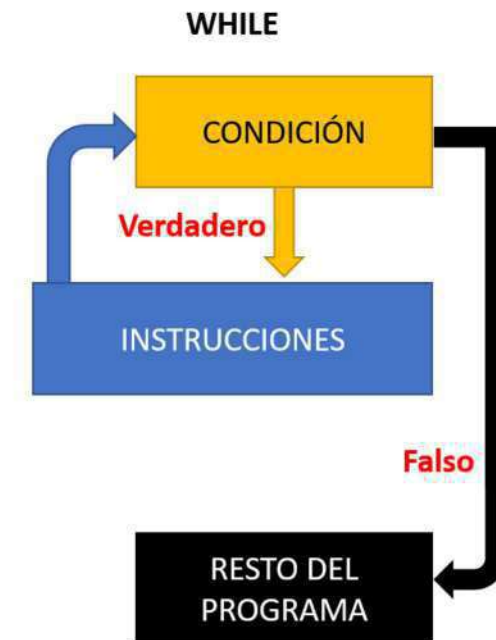 WHILE
CONDICIÓN
Verdadero
INSTRUCCIONES
Falso
RESTO DEL
PROGRAMA